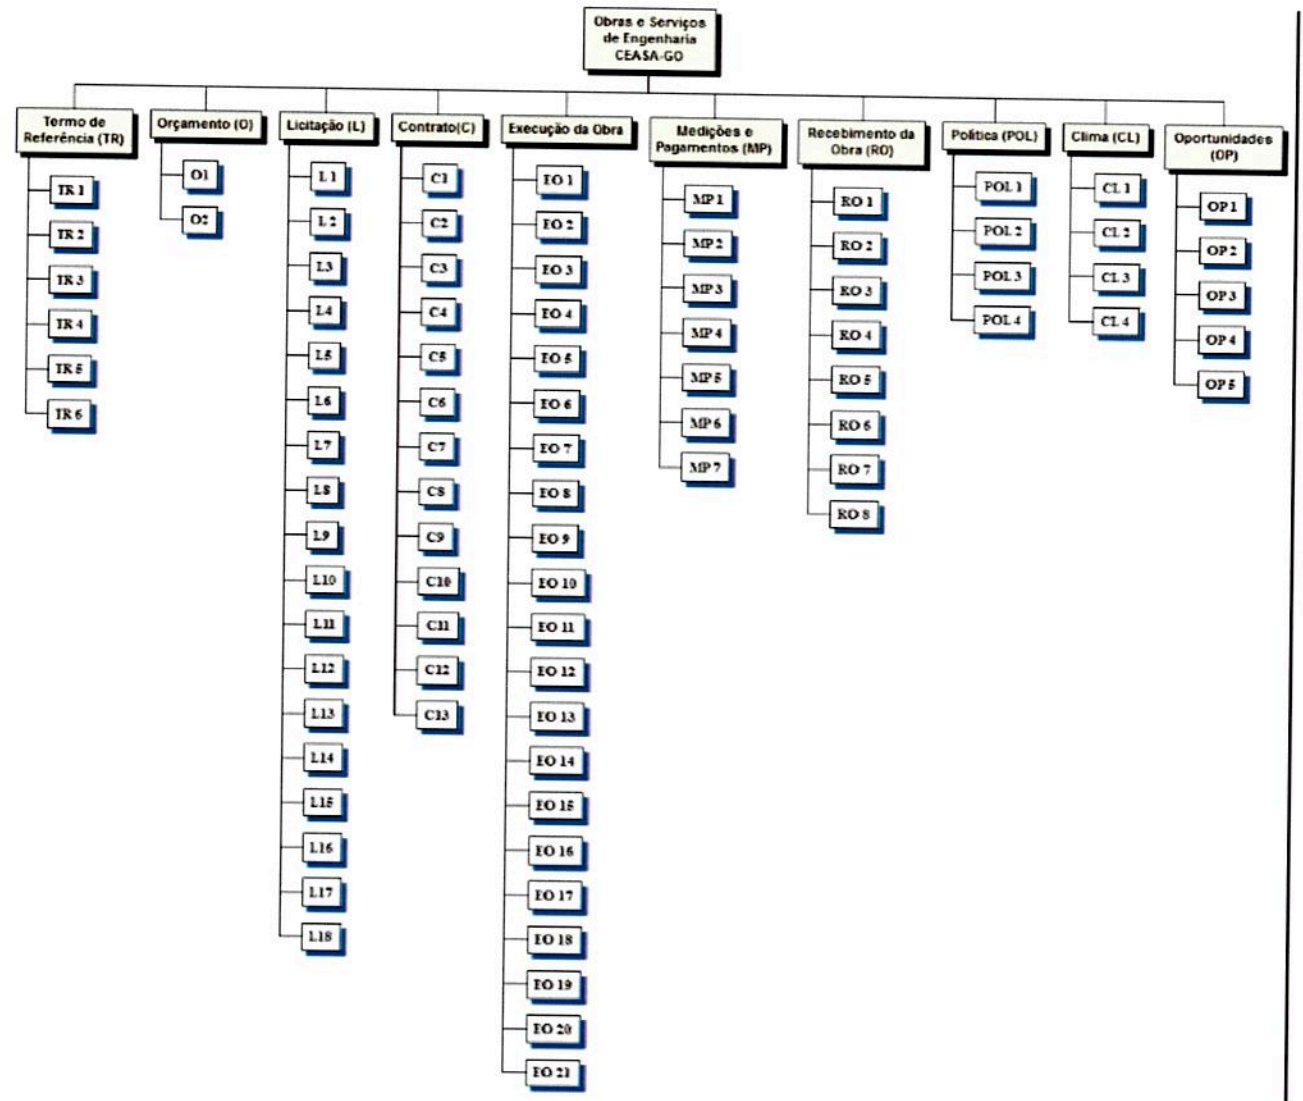 Obras e Serviços
de Engenharia
CEASA-GO
Termo de
Referência (TR)
TR 1
TR 2
TR 3
TR 4
TR 5
TR 6
Orçamento (O)
O1
O2
Licitação (L)
L 1
L 2
L3
L4
L5
L6
L7
L8
L9
L10
L11
L12
L13
L14
L15
L16
L17
L18
Contrato(C)
C1
C2
C3
C4
C5
C6
C7
C8
C9
C10
C11
C12
C13
Execução da Obra
EO 1
EO 2
EO 3
EO 4
EO 5
EO 6
EO 7
EO 8
EO 9
EO 10
EO 11
EO 12
EO 13
EO 14
EO 15
EO 16
EO 17
EO 18
EO 19
EO 20
EO 21
Medições e
Pagamentos (MP)
MP 1
MP 2
MP 3
MP 4
MP 5
MP 6
MP 7
Recebimento da
Obra (RO)
RO 1
RO 2
RO 3
RO 4
RO 5
RO 6
RO 7
RO 8
Política (POL)
POL 1
POL 2
POL 3
POL 4
Clima (CL)
CL 1
CL 2
CL 3
CL 4
Oportunidades
(OP)
OP 1
OP 2
OP 3
OP 4
OP 5